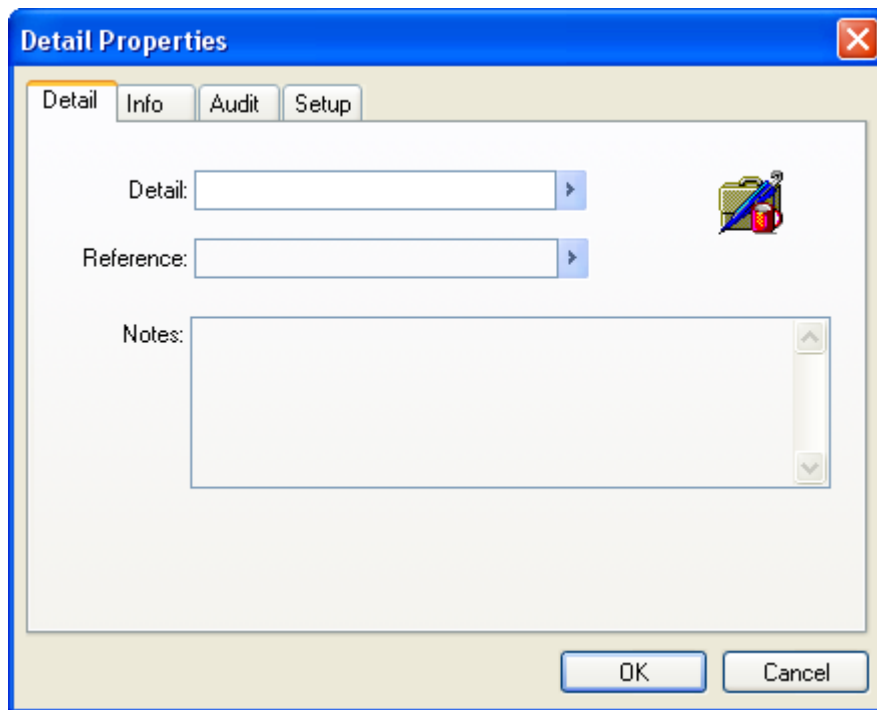 Detail Properties
Detail Info Audit Setup
Detail:
Reference:
Notes:
OK Cancel